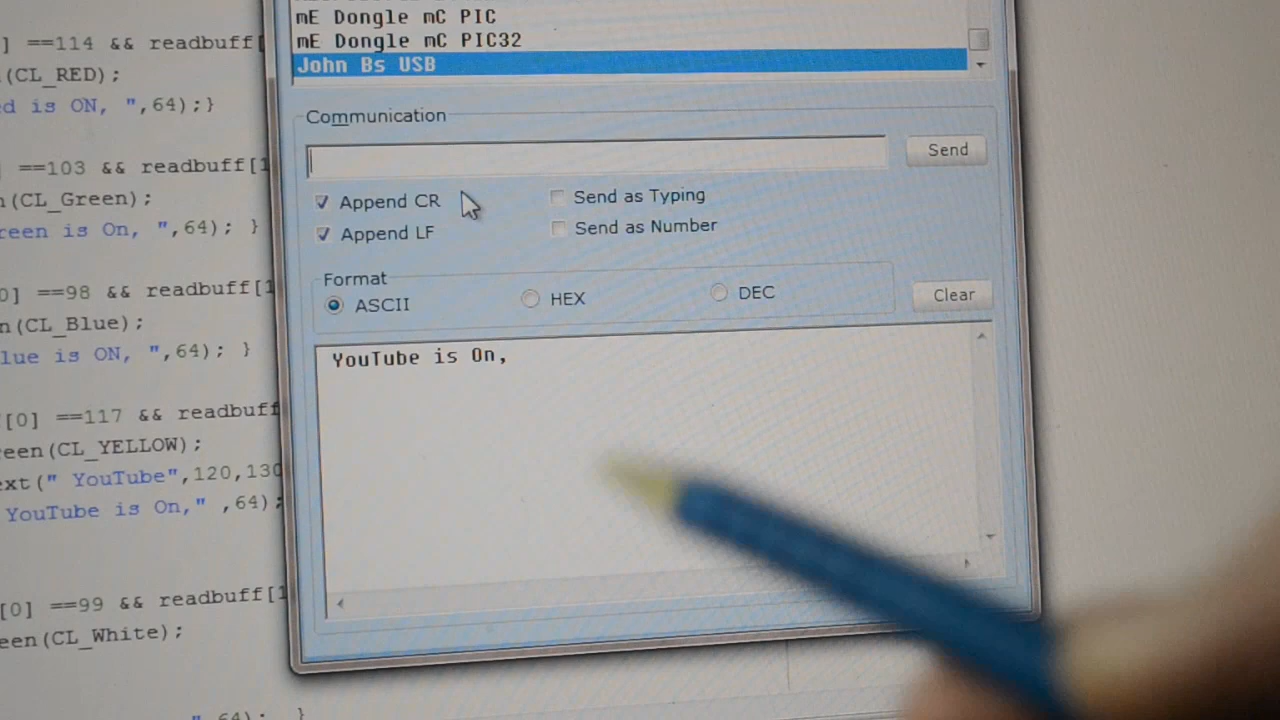 mE Dongle mC PIC
mE Dongle mC PIC32
John Bs USB
Communication
Send
Append CR
Send as Typing
Append LF
Send as Number
Format
ASCII
HEX
DEC
Clear
YouTube is On,
] ==114 && readbuff[
(CL_RED);
d is ON, ",64);}
==103 && readbuff[1
n(CL_Green);
reen is On, ",64); }
0] ==98 && readbuff[1
n(CL_Blue);
lue is ON, ",64); }
[0] ==117 && readbuff
een(CL_YELLOW);
ext(" YouTube",120,130
YouTube is On," ,64);
[0] ==99 && readbuff[1
een(CL_White);
",64); }